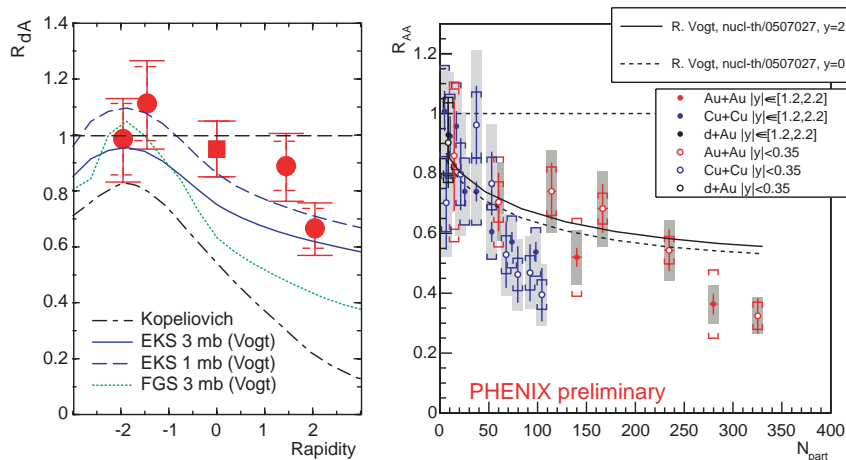 R_dA
1.4
1.2
1
0.8
0.6
0.4
0.2
0
-2
-1
0
1
2
Rapidity
Kopeliovich
EKS 3 mb (Vogt)
EKS 1 mb (Vogt)
FGS 3 mb (Vogt)
R_AA
1.4
1.2
1
0.8
0.6
0.4
0.2
0
0
50
100
150
200
250
300
350
400
N_part
R. Vogt, nucl-th/0507027, y=2
R. Vogt, nucl-th/0507027, y=0
Au+Au |y|∈[1.2,2.2]
Cu+Cu |y|∈[1.2,2.2]
d+Au |y|∈[1.2,2.2]
Au+Au |y|<0.35
Cu+Cu |y|<0.35
d+Au |y|<0.35
PHENIX preliminary